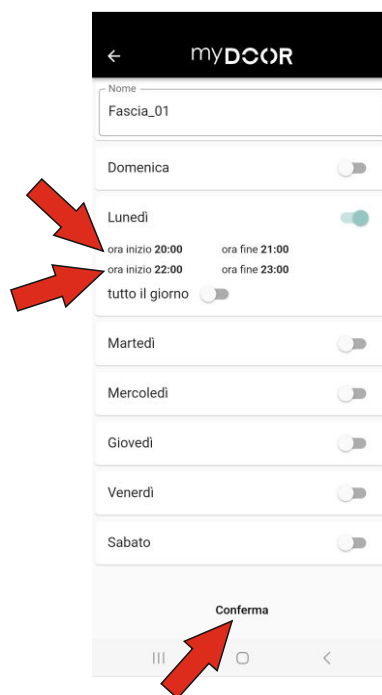 myDOOR
Nome
Fascia_01
Domenica
Lunedì
ora inizio 20:00 ora fine 21:00
ora inizio 22:00 ora fine 23:00
tutto il giorno
Martedì
Mercoledì
Giovedì
Venerdì
Sabato
Conferma